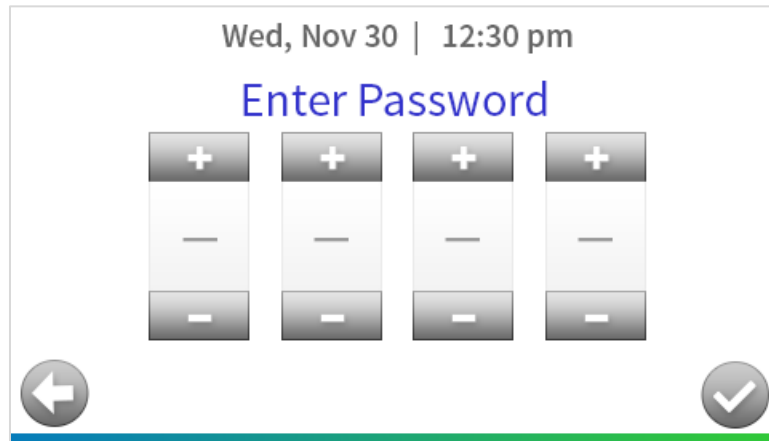 Wed, Nov 30 | 12:30 pm
Enter Password
+ + + +
— — — —
- - - -